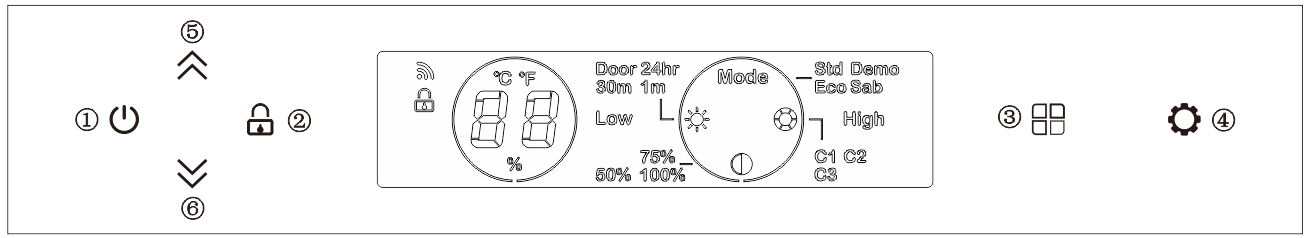 ⑤
①
②
⑥
°C °F
88
%
Door 24hr
30m 1m
Low
75%
50% 100%
Mode
Std Demo
Eco Sab
High
C1 C2
C3
③
④